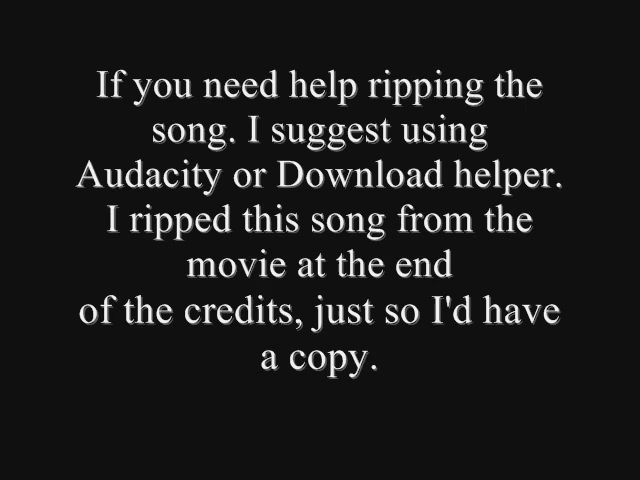 If you need help ripping the
song. I suggest using
Audacity or Download helper.
I ripped this song from the
movie at the end
of the credits, just so I'd have
a copy.